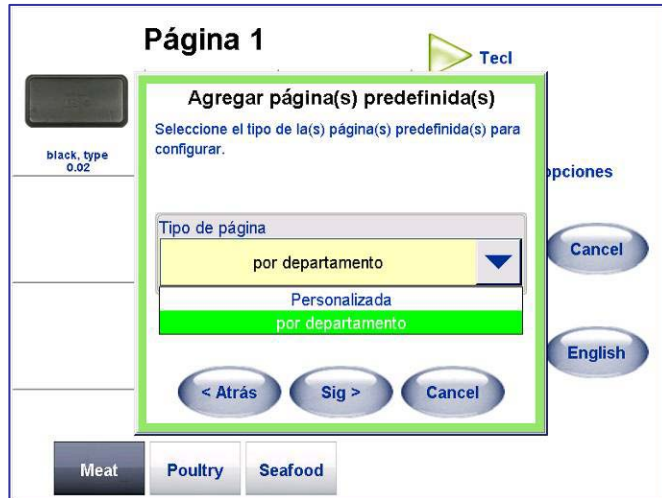 Página 1
Tecl
Agregar página(s) predefinida(s)
Seleccione el tipo de la(s) página(s) predefinida(s) para
configurar.
black, type
0.02
opciones
Tipo de página
por departamento
Cancel
Personalizada
por departamento
English
< Atrás
Sig >
Cancel
Meat
Poultry
Seafood